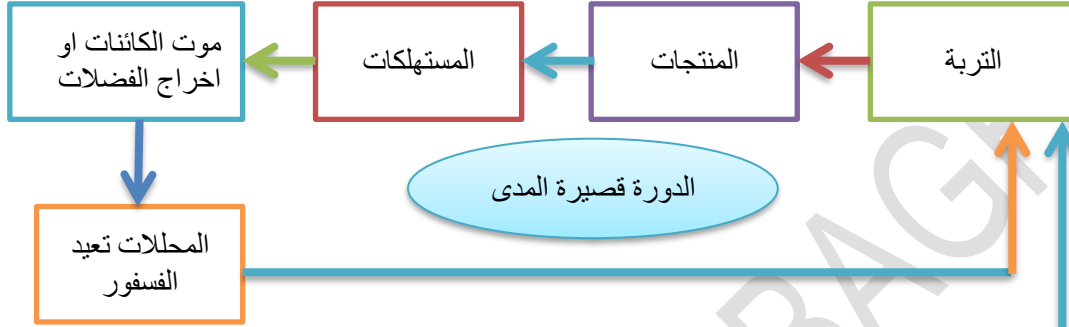 التربة
المنتجات
المستهلكات
موت الكائنات او
اخراج الفضلات
الدورة قصيرة المدى
المحللات تعيد
الفسفور